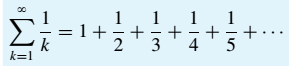 ∑_{k=1}^{∞} 1/k = 1 + 1/2 + 1/3 + 1/4 + 1/5 + ···